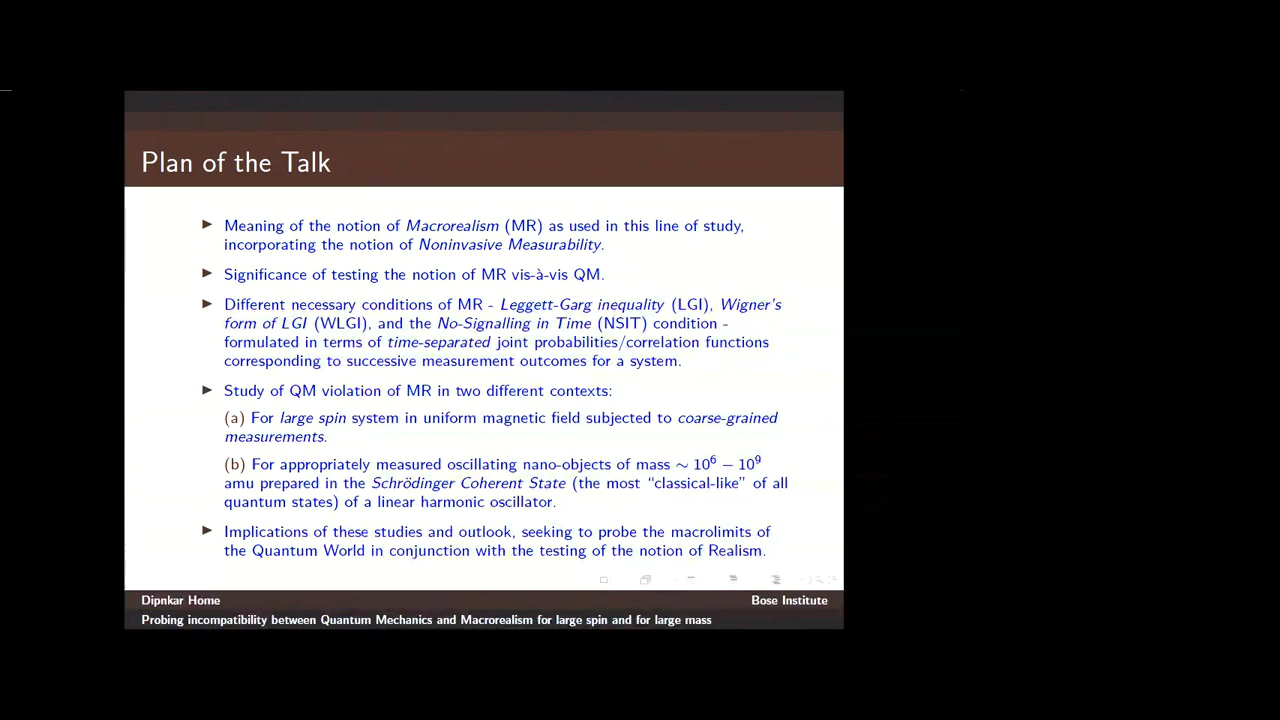 Plan of the Talk
▶ Meaning of the notion of Macrorealism (MR) as used in this line of study,
incorporating the notion of Noninvasive Measurability.
▶ Significance of testing the notion of MR vis-à-vis QM.
▶ Different necessary conditions of MR - Leggett-Garg inequality (LGI), Wigner's
form of LGI (WLGI), and the No-Signalling in Time (NSIT) condition -
formulated in terms of time-separated joint probabilities/correlation functions
corresponding to successive measurement outcomes for a system.
▶ Study of QM violation of MR in two different contexts:
(a) For large spin system in uniform magnetic field subjected to coarse-grained
measurements.
(b) For appropriately measured oscillating nano-objects of mass ∼ 10⁶ − 10⁹
amu prepared in the Schrödinger Coherent State (the most “classical-like” of all
quantum states) of a linear harmonic oscillator.
▶ Implications of these studies and outlook, seeking to probe the macrolimits of
the Quantum World in conjunction with the testing of the notion of Realism.
Dipnkar Home Bose Institute
Probing incompatibility between Quantum Mechanics and Macrorealism for large spin and for large mass